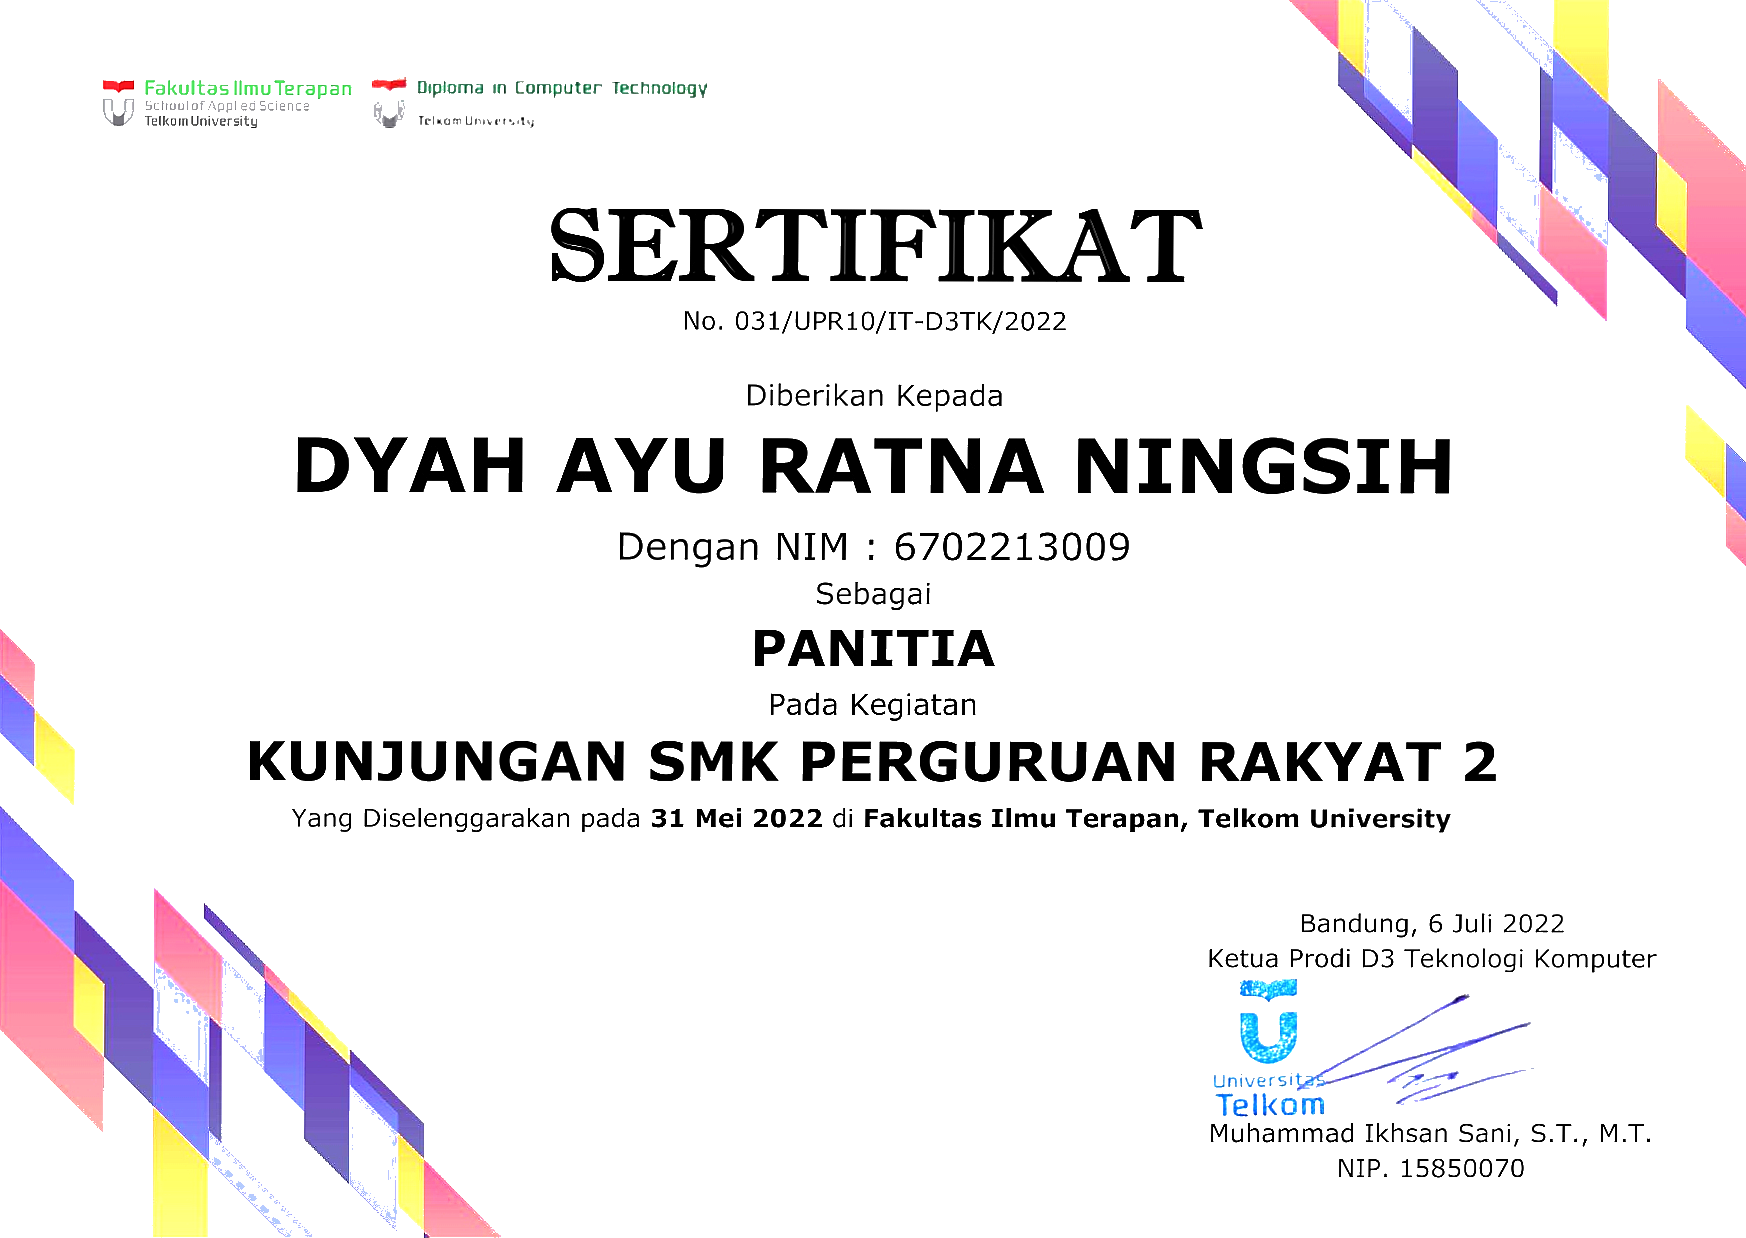 Fakultas Ilmu Terapan
School of Applied Science
Telkom University
Diploma in Computer Technology
Telkom University
SERTIFIKAT
No. 031/UPR10/IT-D3TK/2022
Diberikan Kepada
DYAH AYU RATNA NINGSIH
Dengan NIM : 6702213009
Sebagai
PANITIA
Pada Kegiatan
KUNJUNGAN SMK PERGURUAN RAKYAT 2
Yang Diselenggarakan pada 31 Mei 2022 di Fakultas Ilmu Terapan, Telkom University
Bandung, 6 Juli 2022
Ketua Prodi D3 Teknologi Komputer
Universitas
Telkom
Muhammad Ikhsan Sani, S.T., M.T.
NIP. 15850070